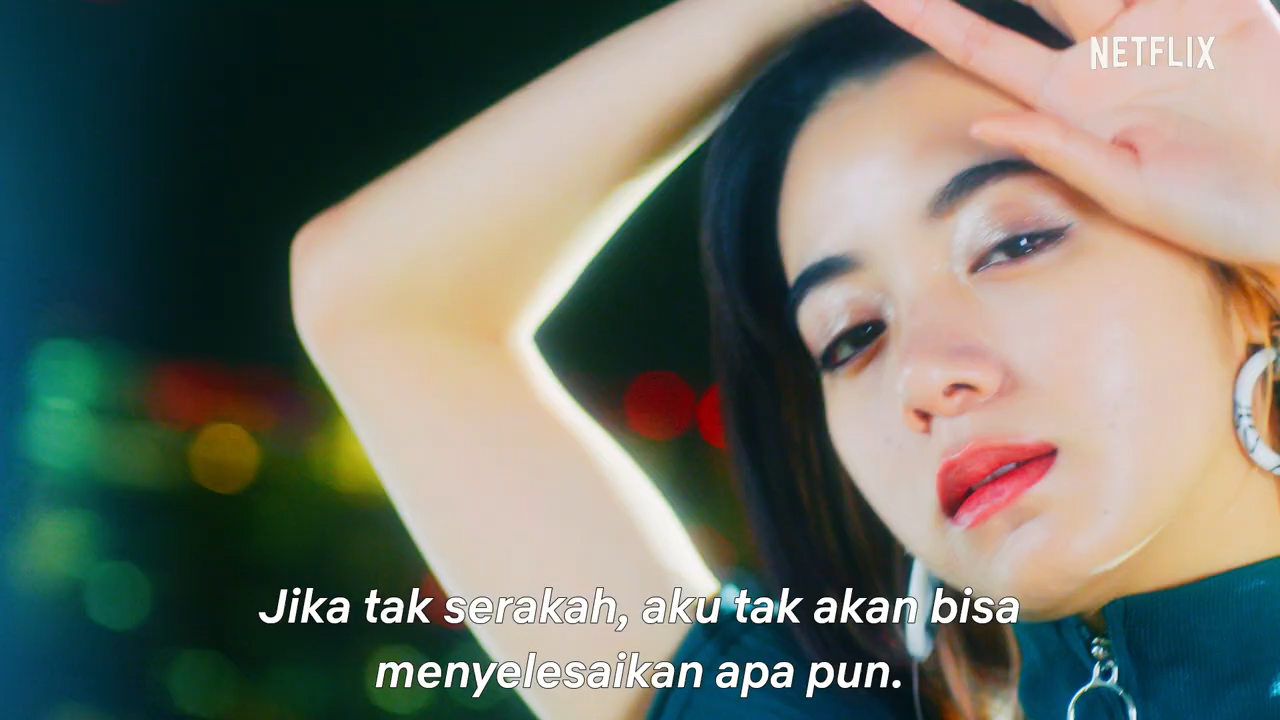 NETFLIX
Jika tak serakah, aku tak akan bisa
menyelesaikan apa pun.